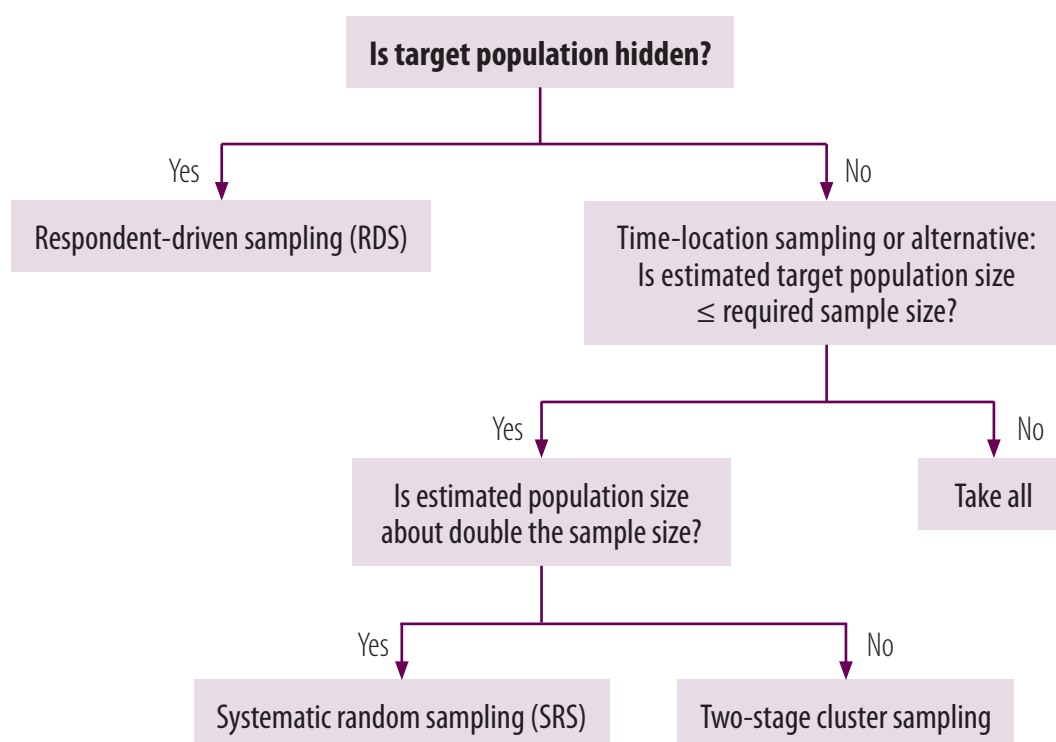 Is target population hidden?
Yes
No
Respondent-driven sampling (RDS)
Time-location sampling or alternative:
Is estimated target population size
≤ required sample size?
Yes
No
Is estimated population size
about double the sample size?
Take all
Yes
No
Systematic random sampling (SRS)
Two-stage cluster sampling